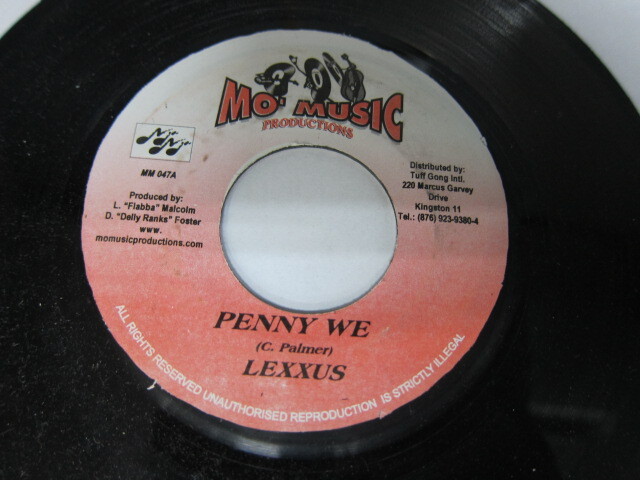 MO' MUSIC
PRODUCTIONS
MM 047A
Produced by:
L. "Flabba" Malcolm
D. "Delly Ranks" Foster
www.
momusicproductions.com
Distributed by:
Tuff Gong Intl.
220 Marcus Garvey
Drive
Kingston 11
Tel.: (876) 923-9380-4
PENNY WE
(C. Palmer)
LEXXUS
ALL RIGHTS RESERVED UNAUTHORISED REPRODUCTION IS STRICTLY ILLEGAL